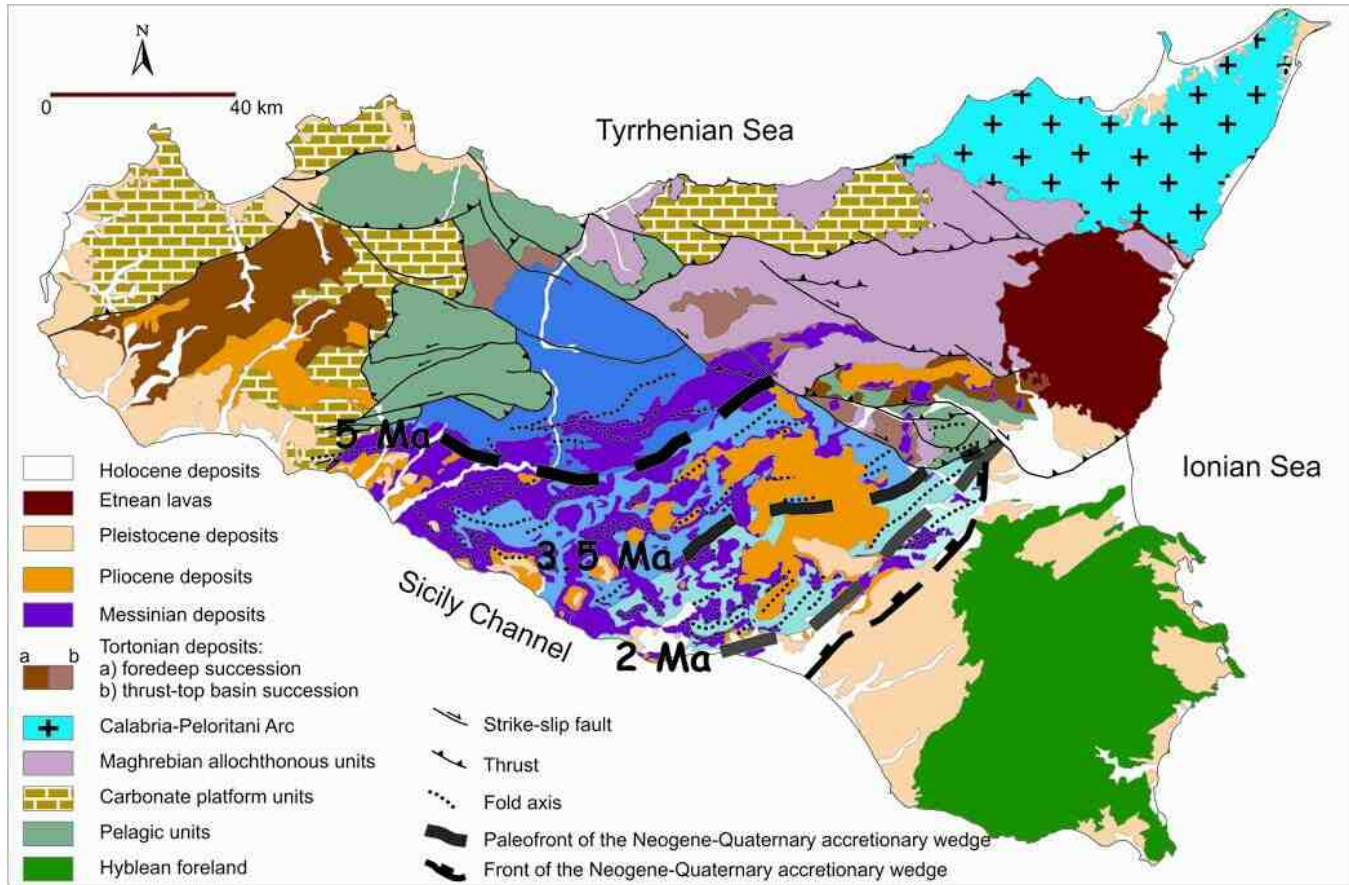 N
0 40 km
Tyrrhenian Sea
Ionian Sea
Sicily Channel
5 Ma
3.5 Ma
2 Ma
Holocene deposits
Etnean lavas
Pleistocene deposits
Pliocene deposits
Messinian deposits
a b Tortonian deposits:
a) foredeep succession
b) thrust-top basin succession
Calabria-Peloritani Arc
Maghrebian allochthonous units
Carbonate platform units
Pelagic units
Hyblean foreland
Strike-slip fault
Thrust
Fold axis
Paleofront of the Neogene-Quaternary accretionary wedge
Front of the Neogene-Quaternary accretionary wedge